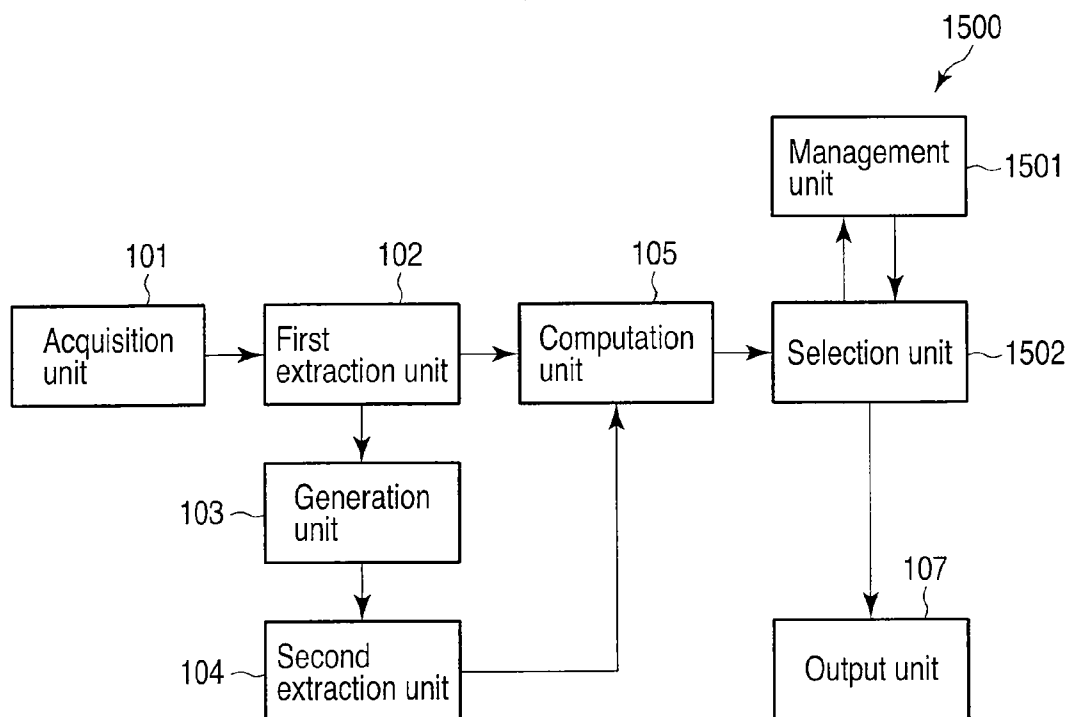 1500
Management
unit
1501
101
102
105
Acquisition
unit
First
extraction unit
Computation
unit
Selection unit
1502
103
Generation
unit
107
104
Second
extraction unit
Output unit